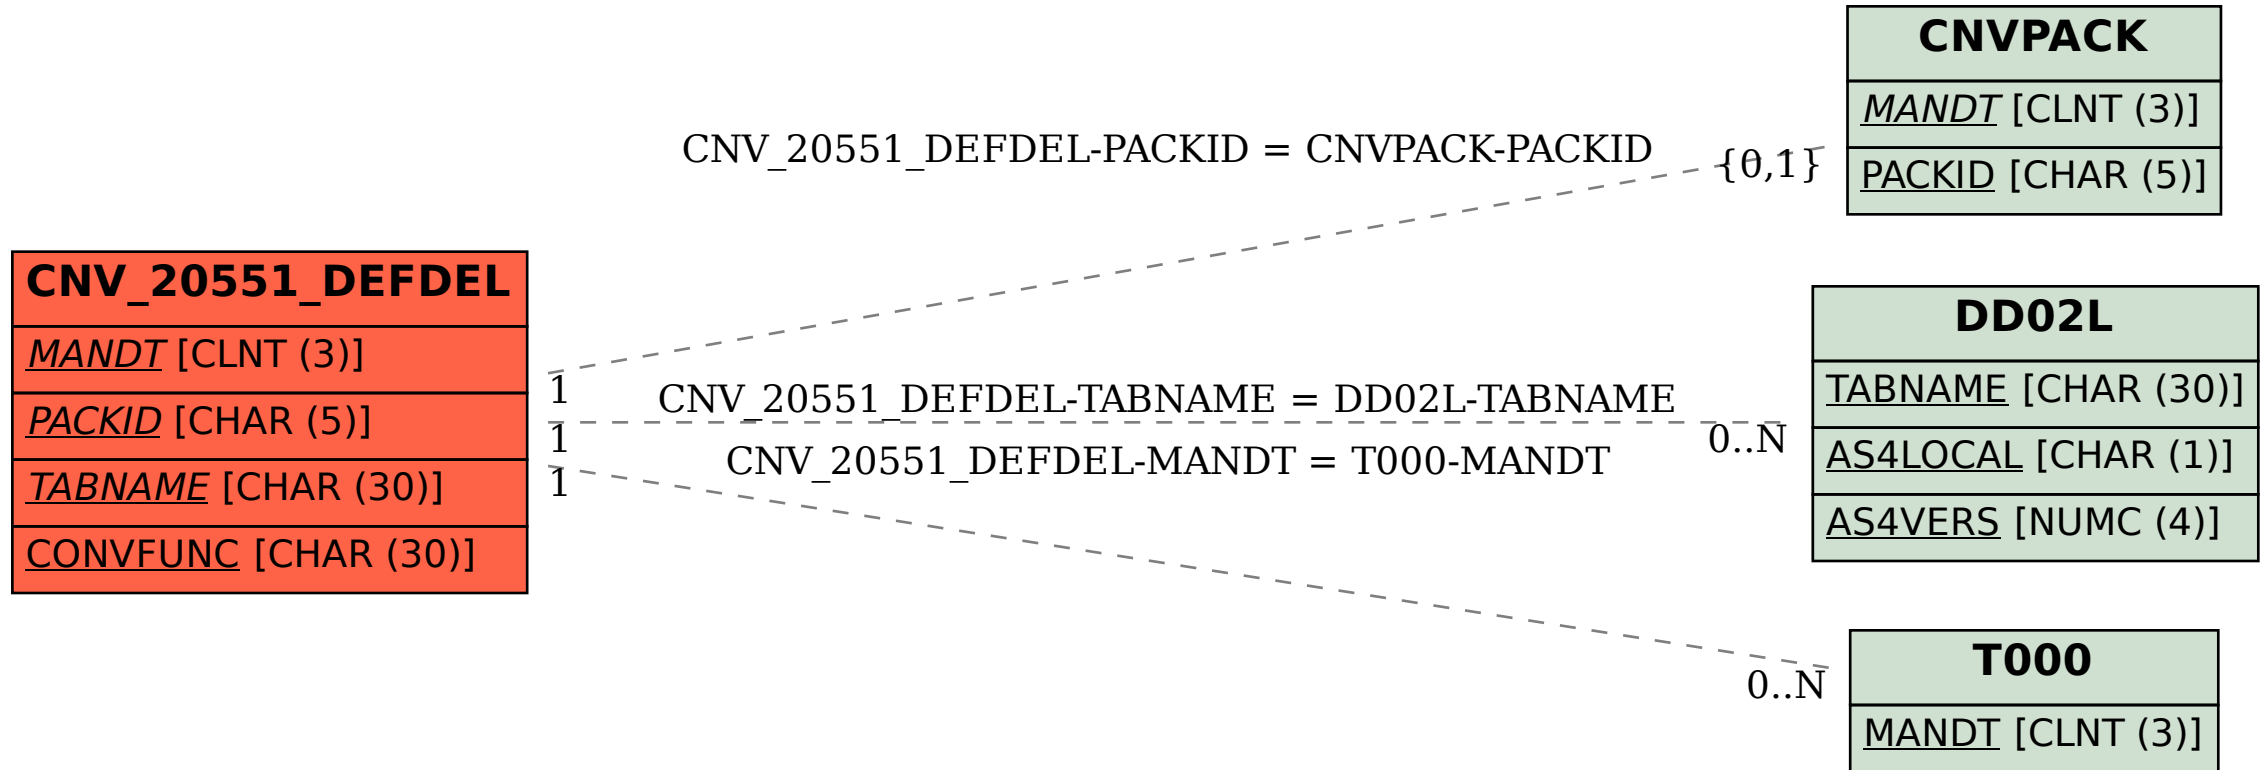 CNVPACK
MANDT [CLNT (3)]
PACKID [CHAR (5)]
CNV_20551_DEFDEL-PACKID = CNVPACK-PACKID
{0,1}
CNV_20551_DEFDEL
MANDT [CLNT (3)]
PACKID [CHAR (5)]
TABNAME [CHAR (30)]
CONVFUNC [CHAR (30)]
1
CNV_20551_DEFDEL-TABNAME = DD02L-TABNAME
1
0..N
CNV_20551_DEFDEL-MANDT = T000-MANDT
1
0..N
DD02L
TABNAME [CHAR (30)]
AS4LOCAL [CHAR (1)]
AS4VERS [NUMC (4)]
T000
MANDT [CLNT (3)]